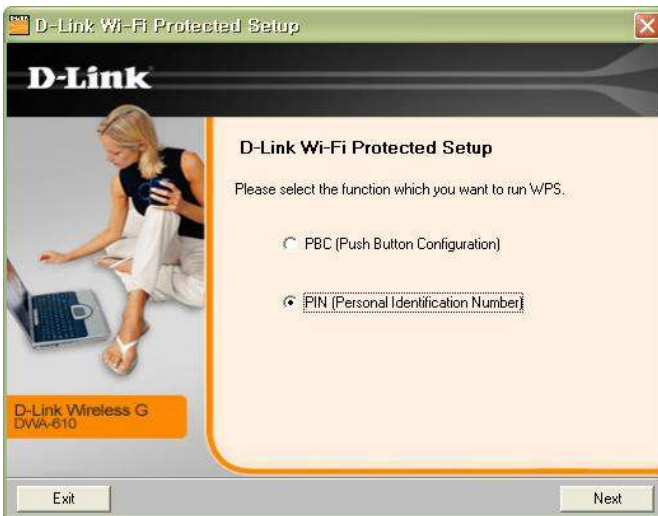 D-Link Wi-Fi Protected Setup
D-Link
D-Link Wi-Fi Protected Setup
Please select the function which you want to run WPS.
PBC (Push Button Configuration)
PIN (Personal Identification Number)
D-Link Wireless G
DWA-610
Exit
Next